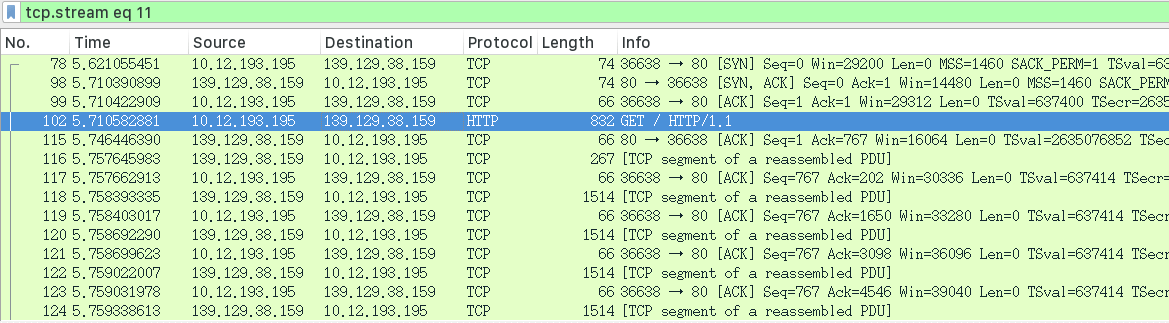 tcp.stream eq 11
No. Time Source Destination Protocol Length Info
78 5.621055451 10.12.193.195 139.129.38.159 TCP 74 36638 → 80 [SYN] Seq=0 Win=29200 Len=0 MSS=1460 SACK_PERM=1 TSval=63
98 5.710390899 139.129.38.159 10.12.193.195 TCP 74 80 → 36638 [SYN, ACK] Seq=0 Ack=1 Win=14480 Len=0 MSS=1460 SACK_PERM
99 5.710422909 10.12.193.195 139.129.38.159 TCP 66 36638 → 80 [ACK] Seq=1 Ack=1 Win=29312 Len=0 TSval=637400 TSecr=2635
102 5.710582881 10.12.193.195 139.129.38.159 HTTP 832 GET / HTTP/1.1
115 5.746446390 139.129.38.159 10.12.193.195 TCP 66 80 → 36638 [ACK] Seq=1 Ack=767 Win=16064 Len=0 TSval=2635076852 TSec
116 5.757645983 139.129.38.159 10.12.193.195 TCP 267 [TCP segment of a reassembled PDU]
117 5.757662913 10.12.193.195 139.129.38.159 TCP 66 36638 → 80 [ACK] Seq=767 Ack=202 Win=30336 Len=0 TSval=637414 TSecr=
118 5.758393335 139.129.38.159 10.12.193.195 TCP 1514 [TCP segment of a reassembled PDU]
119 5.758403017 10.12.193.195 139.129.38.159 TCP 66 36638 → 80 [ACK] Seq=767 Ack=1650 Win=33280 Len=0 TSval=637414 TSecr
120 5.758692290 139.129.38.159 10.12.193.195 TCP 1514 [TCP segment of a reassembled PDU]
121 5.758699623 10.12.193.195 139.129.38.159 TCP 66 36638 → 80 [ACK] Seq=767 Ack=3098 Win=36096 Len=0 TSval=637414 TSecr
122 5.759022007 139.129.38.159 10.12.193.195 TCP 1514 [TCP segment of a reassembled PDU]
123 5.759031978 10.12.193.195 139.129.38.159 TCP 66 36638 → 80 [ACK] Seq=767 Ack=4546 Win=39040 Len=0 TSval=637414 TSecr
124 5.759338613 139.129.38.159 10.12.193.195 TCP 1514 [TCP segment of a reassembled PDU]